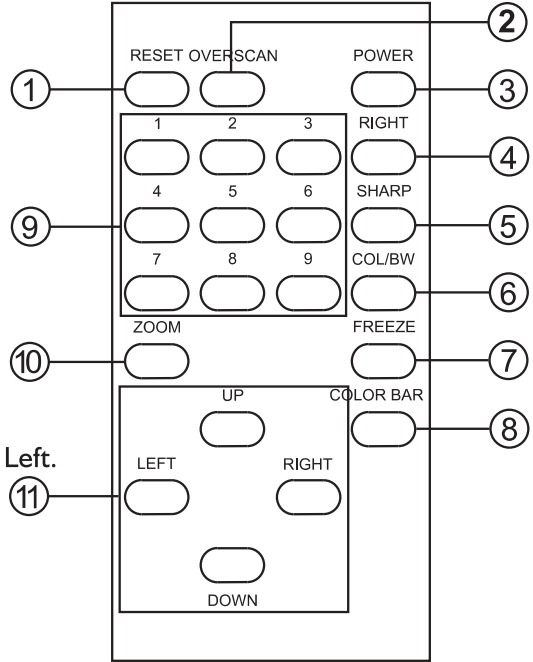 ②
RESET OVERSCAN POWER
① ③
1 2 3 RIGHT
④
4 5 6 SHARP
⑨ ⑤
7 8 9 COL/BW
⑥
ZOOM FREEZE
⑩ ⑦
UP COLOR BAR
⑧
Left.
LEFT RIGHT
⑪
DOWN